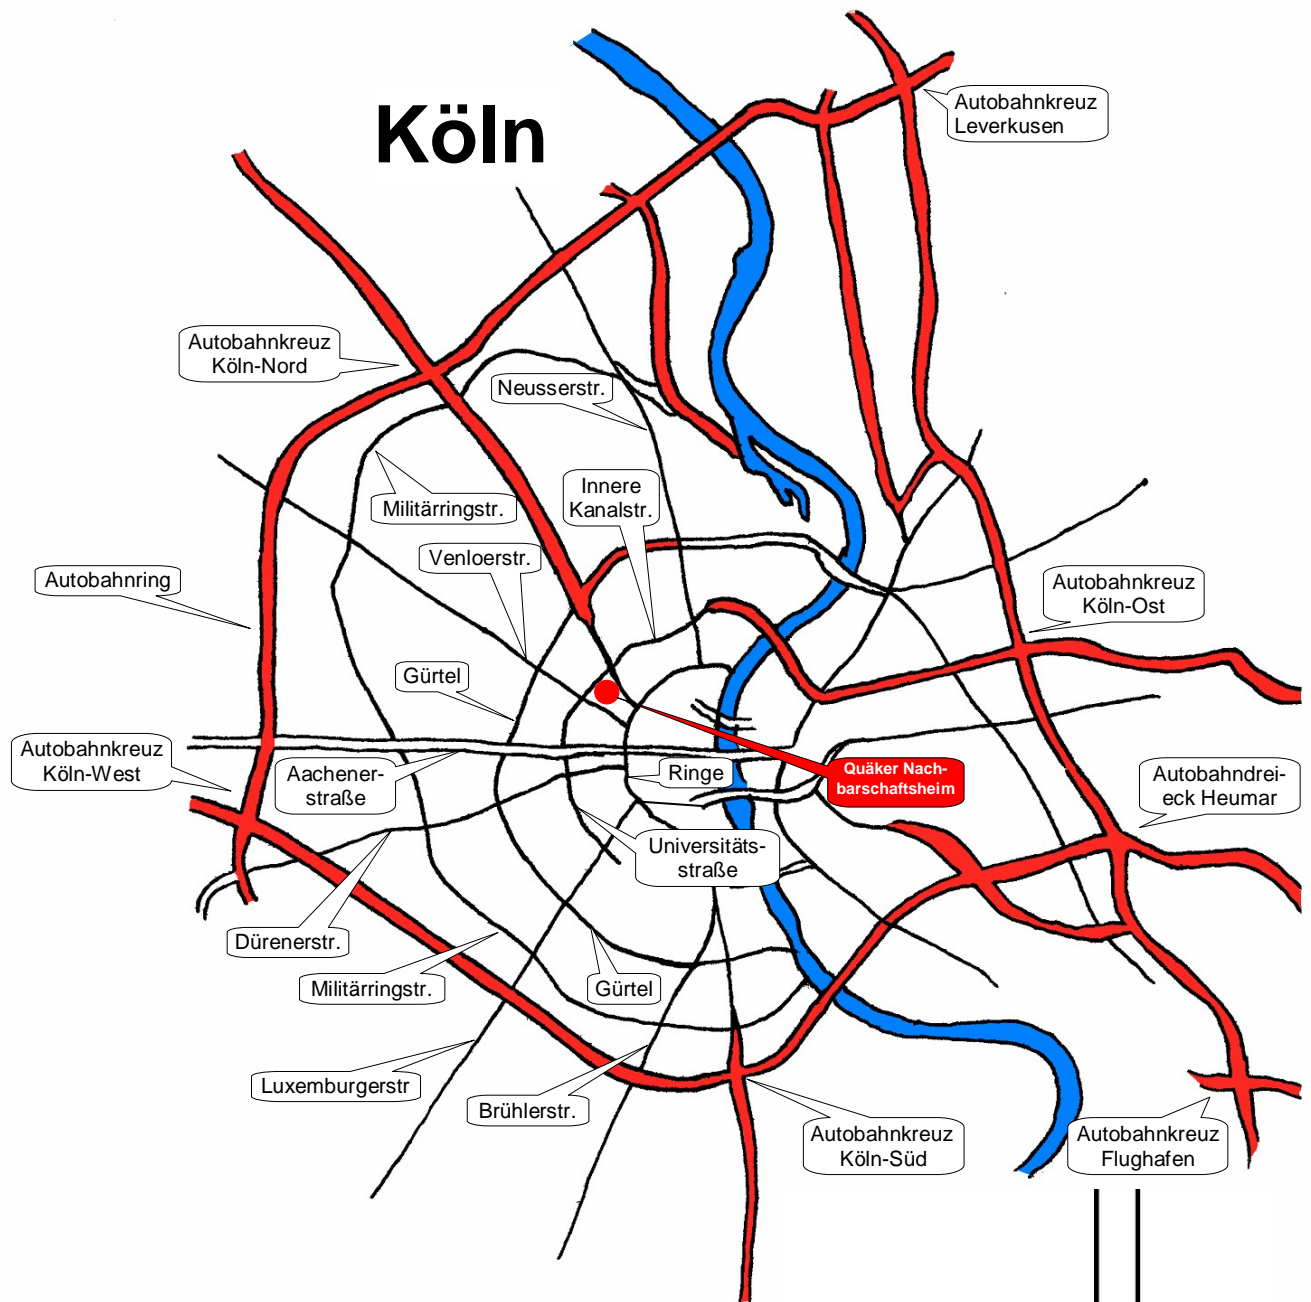 Köln
Autobahnkreuz
Leverkusen
Autobahnkreuz
Köln-Nord
Neusserstr.
Militärringstr.
Innere
Kanalstr.
Venloerstr.
Autobahnring
Autobahnkreuz
Köln-Ost
Gürtel
Autobahnkreuz
Köln-West
Aachener-
straße
Ringe
Quäker Nach-
barschaftsheim
Autobahndrei-
eck Heumar
Universitäts-
straße
Dürenerstr.
Militärringstr.
Gürtel
Luxemburgerstr
Brühlerstr.
Autobahnkreuz
Köln-Süd
Autobahnkreuz
Flughafen